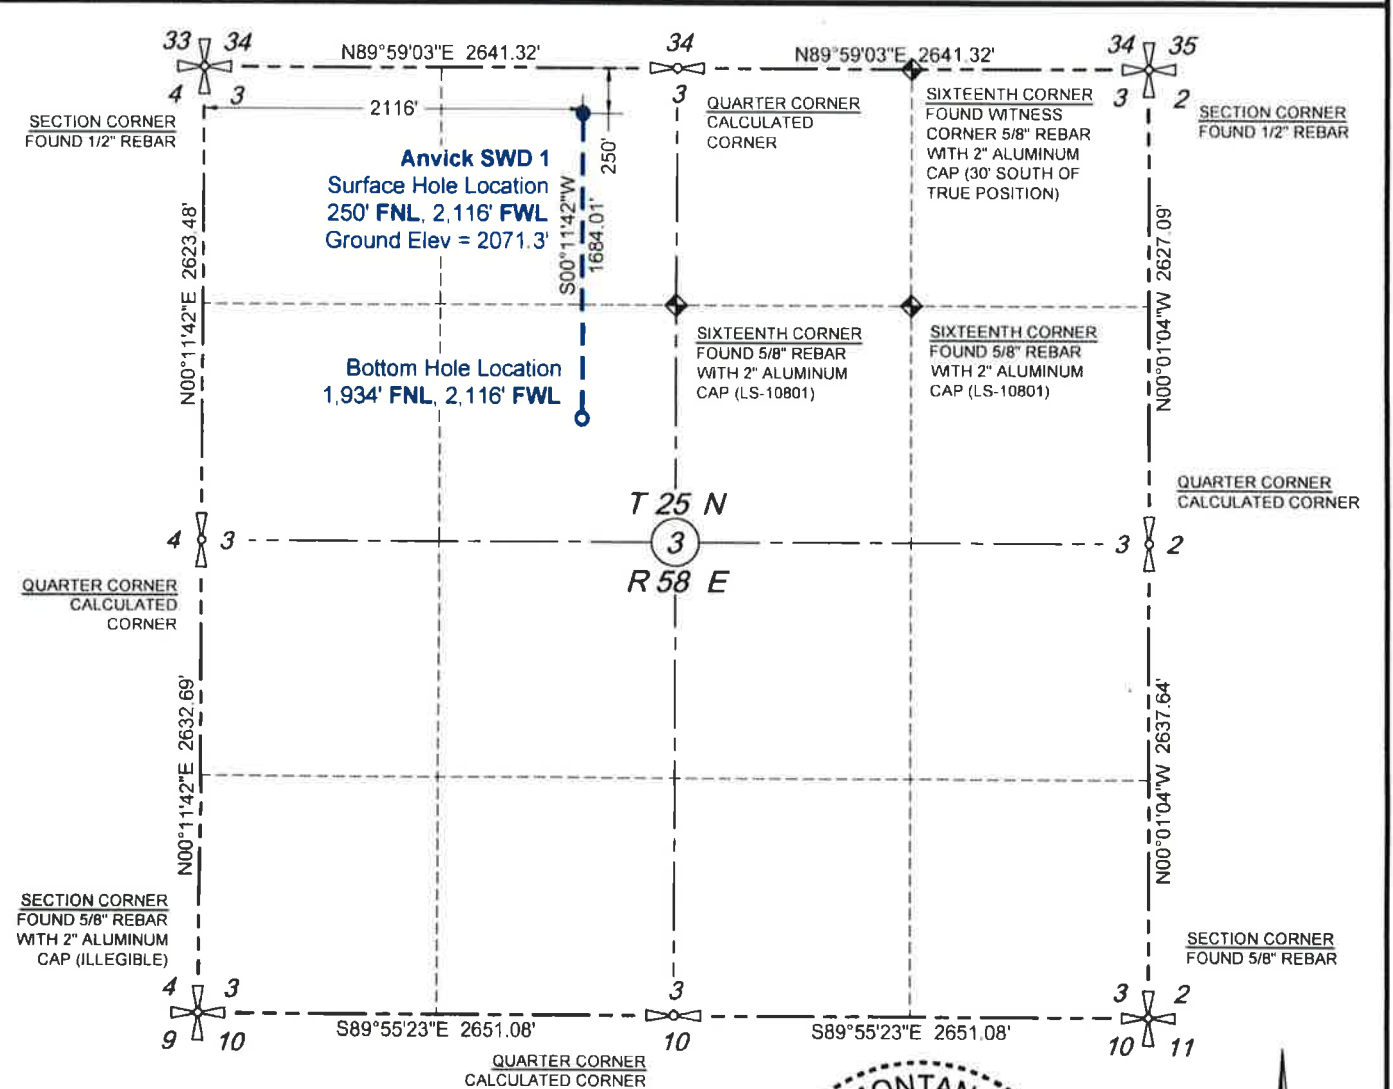 33 34
4 3
N89°59'03"E 2641.32'
34
3
N89°59'03"E 2641.32'
34 35
3 2
SECTION CORNER
FOUND 1/2" REBAR
2116'
250'
QUARTER CORNER
CALCULATED
CORNER
SIXTEENTH CORNER
FOUND WITNESS
CORNER 5/8" REBAR
WITH 2" ALUMINUM
CAP (30' SOUTH OF
TRUE POSITION)
SECTION CORNER
FOUND 1/2" REBAR
Anvick SWD 1
Surface Hole Location
250' FNL, 2,116' FWL
Ground Elev = 2071.3'
S00°11'42"W
1684.01'
N00°11'42"E 2623.48'
N00°01'04"W 2627.09'
SIXTEENTH CORNER
FOUND 5/8" REBAR
WITH 2" ALUMINUM
CAP (LS-10801)
SIXTEENTH CORNER
FOUND 5/8" REBAR
WITH 2" ALUMINUM
CAP (LS-10801)
Bottom Hole Location
1,934' FNL, 2,116' FWL
T 25 N
3
R 58 E
4 3
3 2
QUARTER CORNER
CALCULATED CORNER
QUARTER CORNER
CALCULATED
CORNER
N00°11'42"E 2632.69'
N00°01'04"W 2637.64'
SECTION CORNER
FOUND 5/8" REBAR
WITH 2" ALUMINUM
CAP (ILLEGIBLE)
SECTION CORNER
FOUND 5/8" REBAR
4 3
9 10
S89°55'23"E 2651.08'
3
10
S89°55'23"E 2651.08'
3 2
10 11
QUARTER CORNER
CALCULATED CORNER